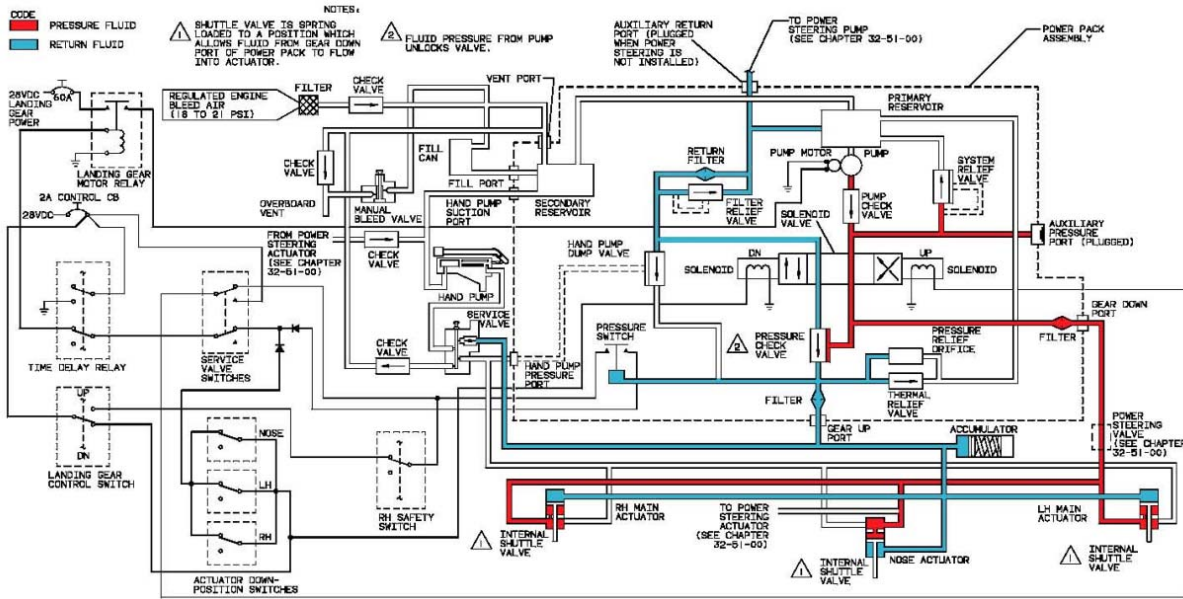 CODE
PRESSURE FLUID
RETURN FLUID
NOTES:
1
SHUTTLE VALVE IS SPRING
LOADED TO A POSITION WHICH
ALLOWS FLUID FROM GEAR DOWN
PORT OF POWER PACK TO FLOW
INTO ACTUATOR.
2
FLUID PRESSURE FROM PUMP
UNLOCKS VALVE.
AUXILIARY RETURN
PORT (PLUGGED
WHEN POWER
STEERING IS
NOT INSTALLED)
TO POWER
STEERING PUMP
(SEE CHAPTER 32-51-00)
POWER PACK
ASSEMBLY
28VDC
LANDING
GEAR
POWER
60A
LANDING GEAR
MOTOR RELAY
REGULATED ENGINE
BLEED AIR
(18 TO 21 PSI)
FILTER
CHECK
VALVE
VENT PORT
CHECK
VALVE
FILL
CAN
FILL PORT
OVERBOARD
VENT
MANUAL
BLEED VALVE
HAND PUMP
SUCTION
PORT
SECONDARY
RESERVOIR
RETURN
FILTER
FILTER
RELIEF
VALVE
PUMP MOTOR
PUMP
PRIMARY
RESERVOIR
PUMP
CHECK
VALVE
SYSTEM
RELIEF
VALVE
SOLENOID
VALVE
AUXILIARY
PRESSURE
PORT (PLUGGED)
2A CONTROL CB
28VDC
FROM POWER
STEERING
ACTUATOR
(SEE CHAPTER
32-51-00)
CHECK
VALVE
HAND PUMP
HAND PUMP
DUMP VALVE
SOLENOID
DN
UP
SOLENOID
GEAR DOWN
PORT
FILTER
TIME DELAY RELAY
SERVICE
VALVE
SWITCHES
CHECK
VALVE
SERVICE
VALVE
HAND PUMP
PRESSURE
PORT
PRESSURE
SWITCH
2
PRESSURE
CHECK
VALVE
PRESSURE
RELIEF
ORIFICE
THERMAL
RELIEF
VALVE
FILTER
GEAR UP
PORT
ACCUMULATOR
POWER
STEERING
VALVE
(SEE CHAPTER
32-51-00)
UP
DN
LANDING GEAR
CONTROL SWITCH
NOSE
LH
RH
ACTUATOR DOWN-
POSITION SWITCHES
RH SAFETY
SWITCH
1
INTERNAL
SHUTTLE
VALVE
RH MAIN
ACTUATOR
TO POWER
STEERING
ACTUATOR
(SEE CHAPTER
32-51-00)
1
INTERNAL
SHUTTLE
VALVE
NOSE ACTUATOR
LH MAIN
ACTUATOR
1
INTERNAL
SHUTTLE
VALVE